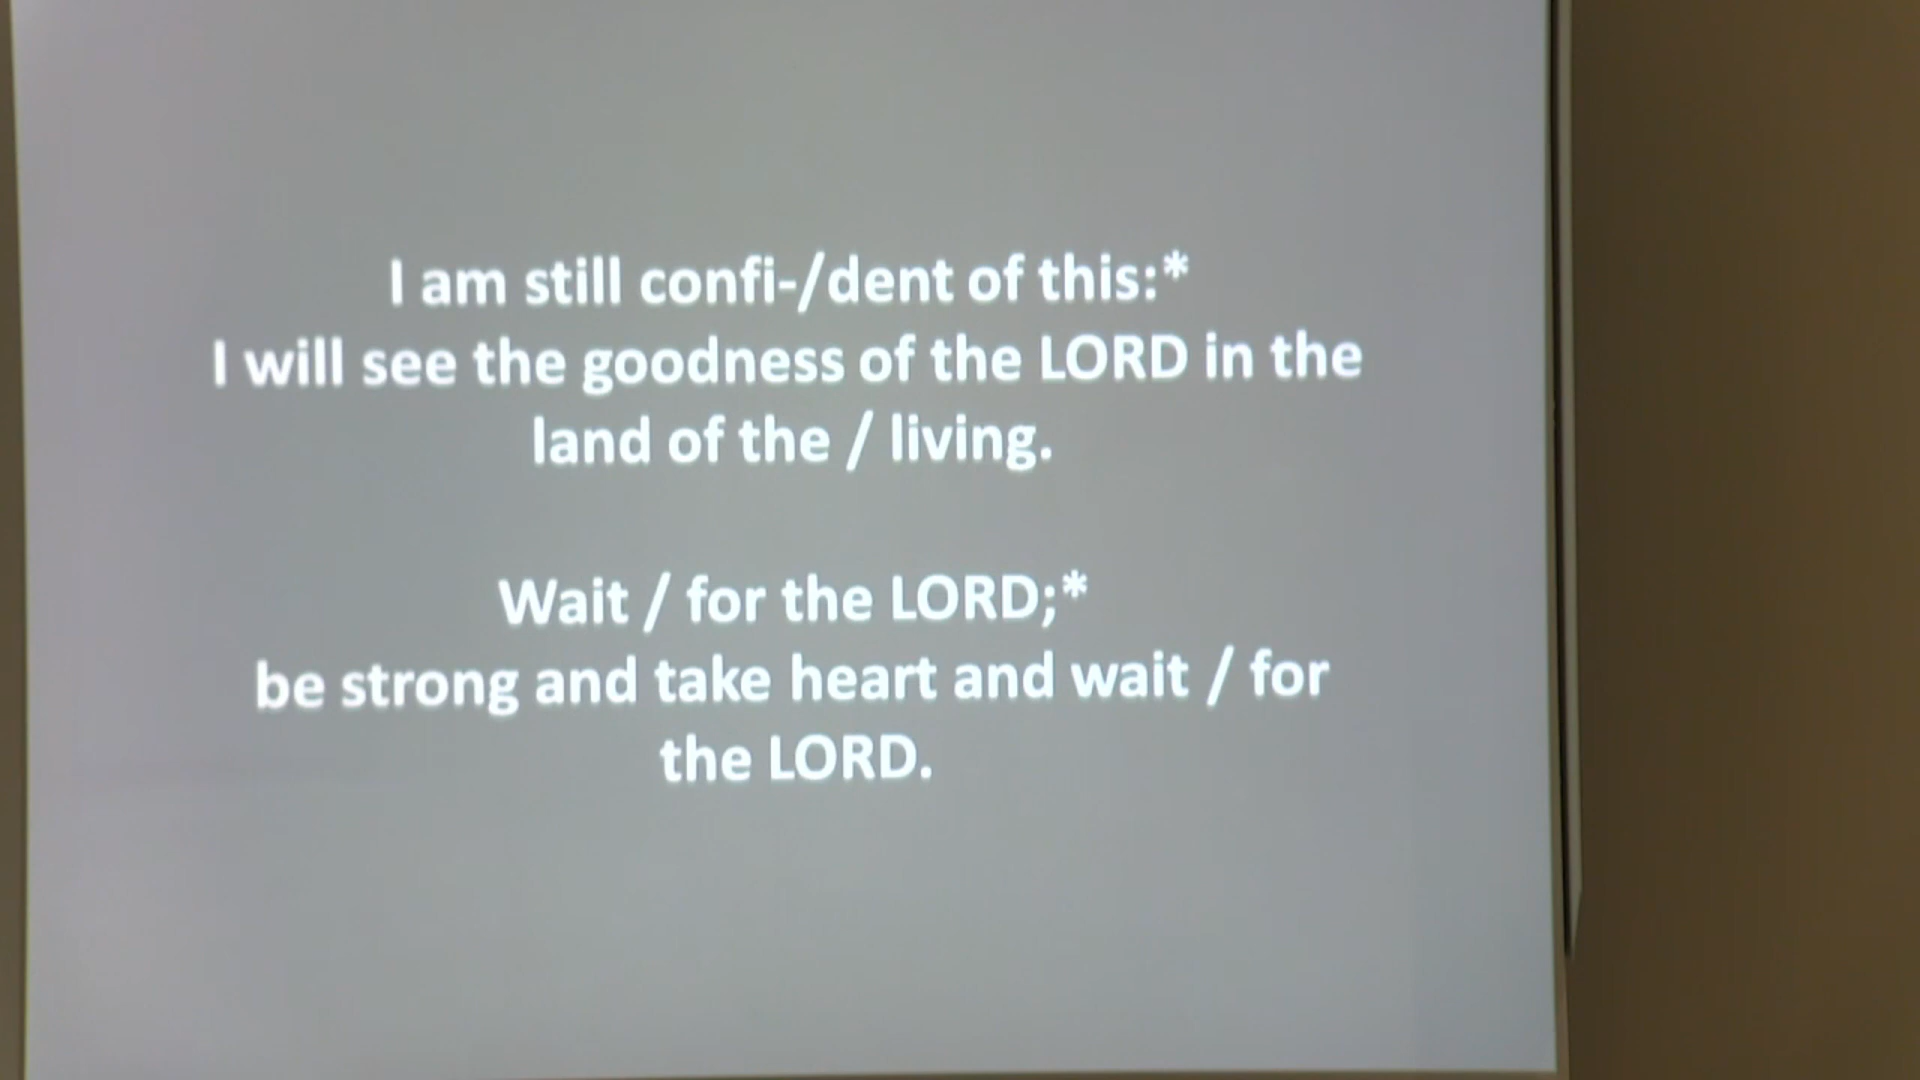 I am still confi-/dent of this:*
I will see the goodness of the LORD in the
land of the / living.
Wait / for the LORD;*
be strong and take heart and wait / for
the LORD.